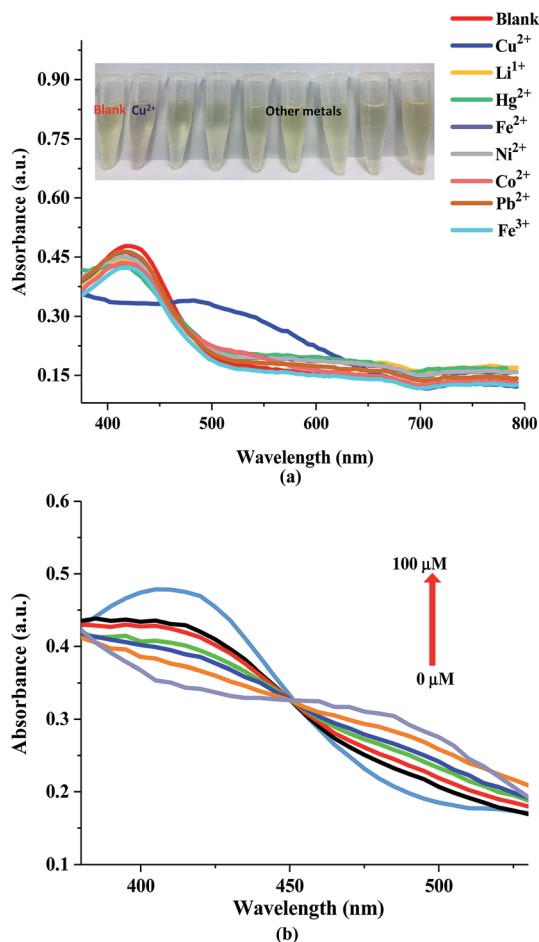 Blank
Cu2+
Li1+
Hg2+
Fe2+
Ni2+
Co2+
Pb2+
Fe3+
0.90
0.75
0.60
0.45
0.30
0.15
Absorbance (a.u.)
Blank Cu2+ Other metals
400 500 600 700 800
Wavelength (nm)
(a)
0.6
0.5
0.4
0.3
0.2
0.1
Absorbance (a.u.)
100 µM
0 µM
400 450 500
Wavelength (nm)
(b)